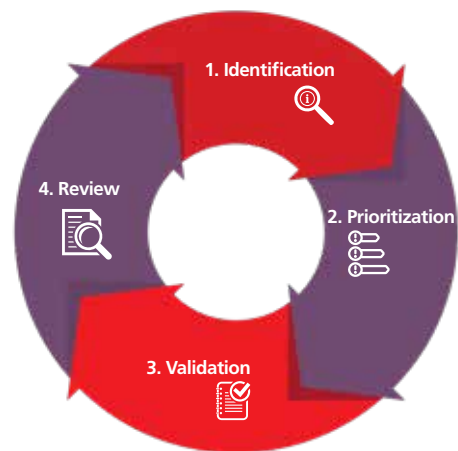 1. Identification
2. Prioritization
3. Validation
4. Review